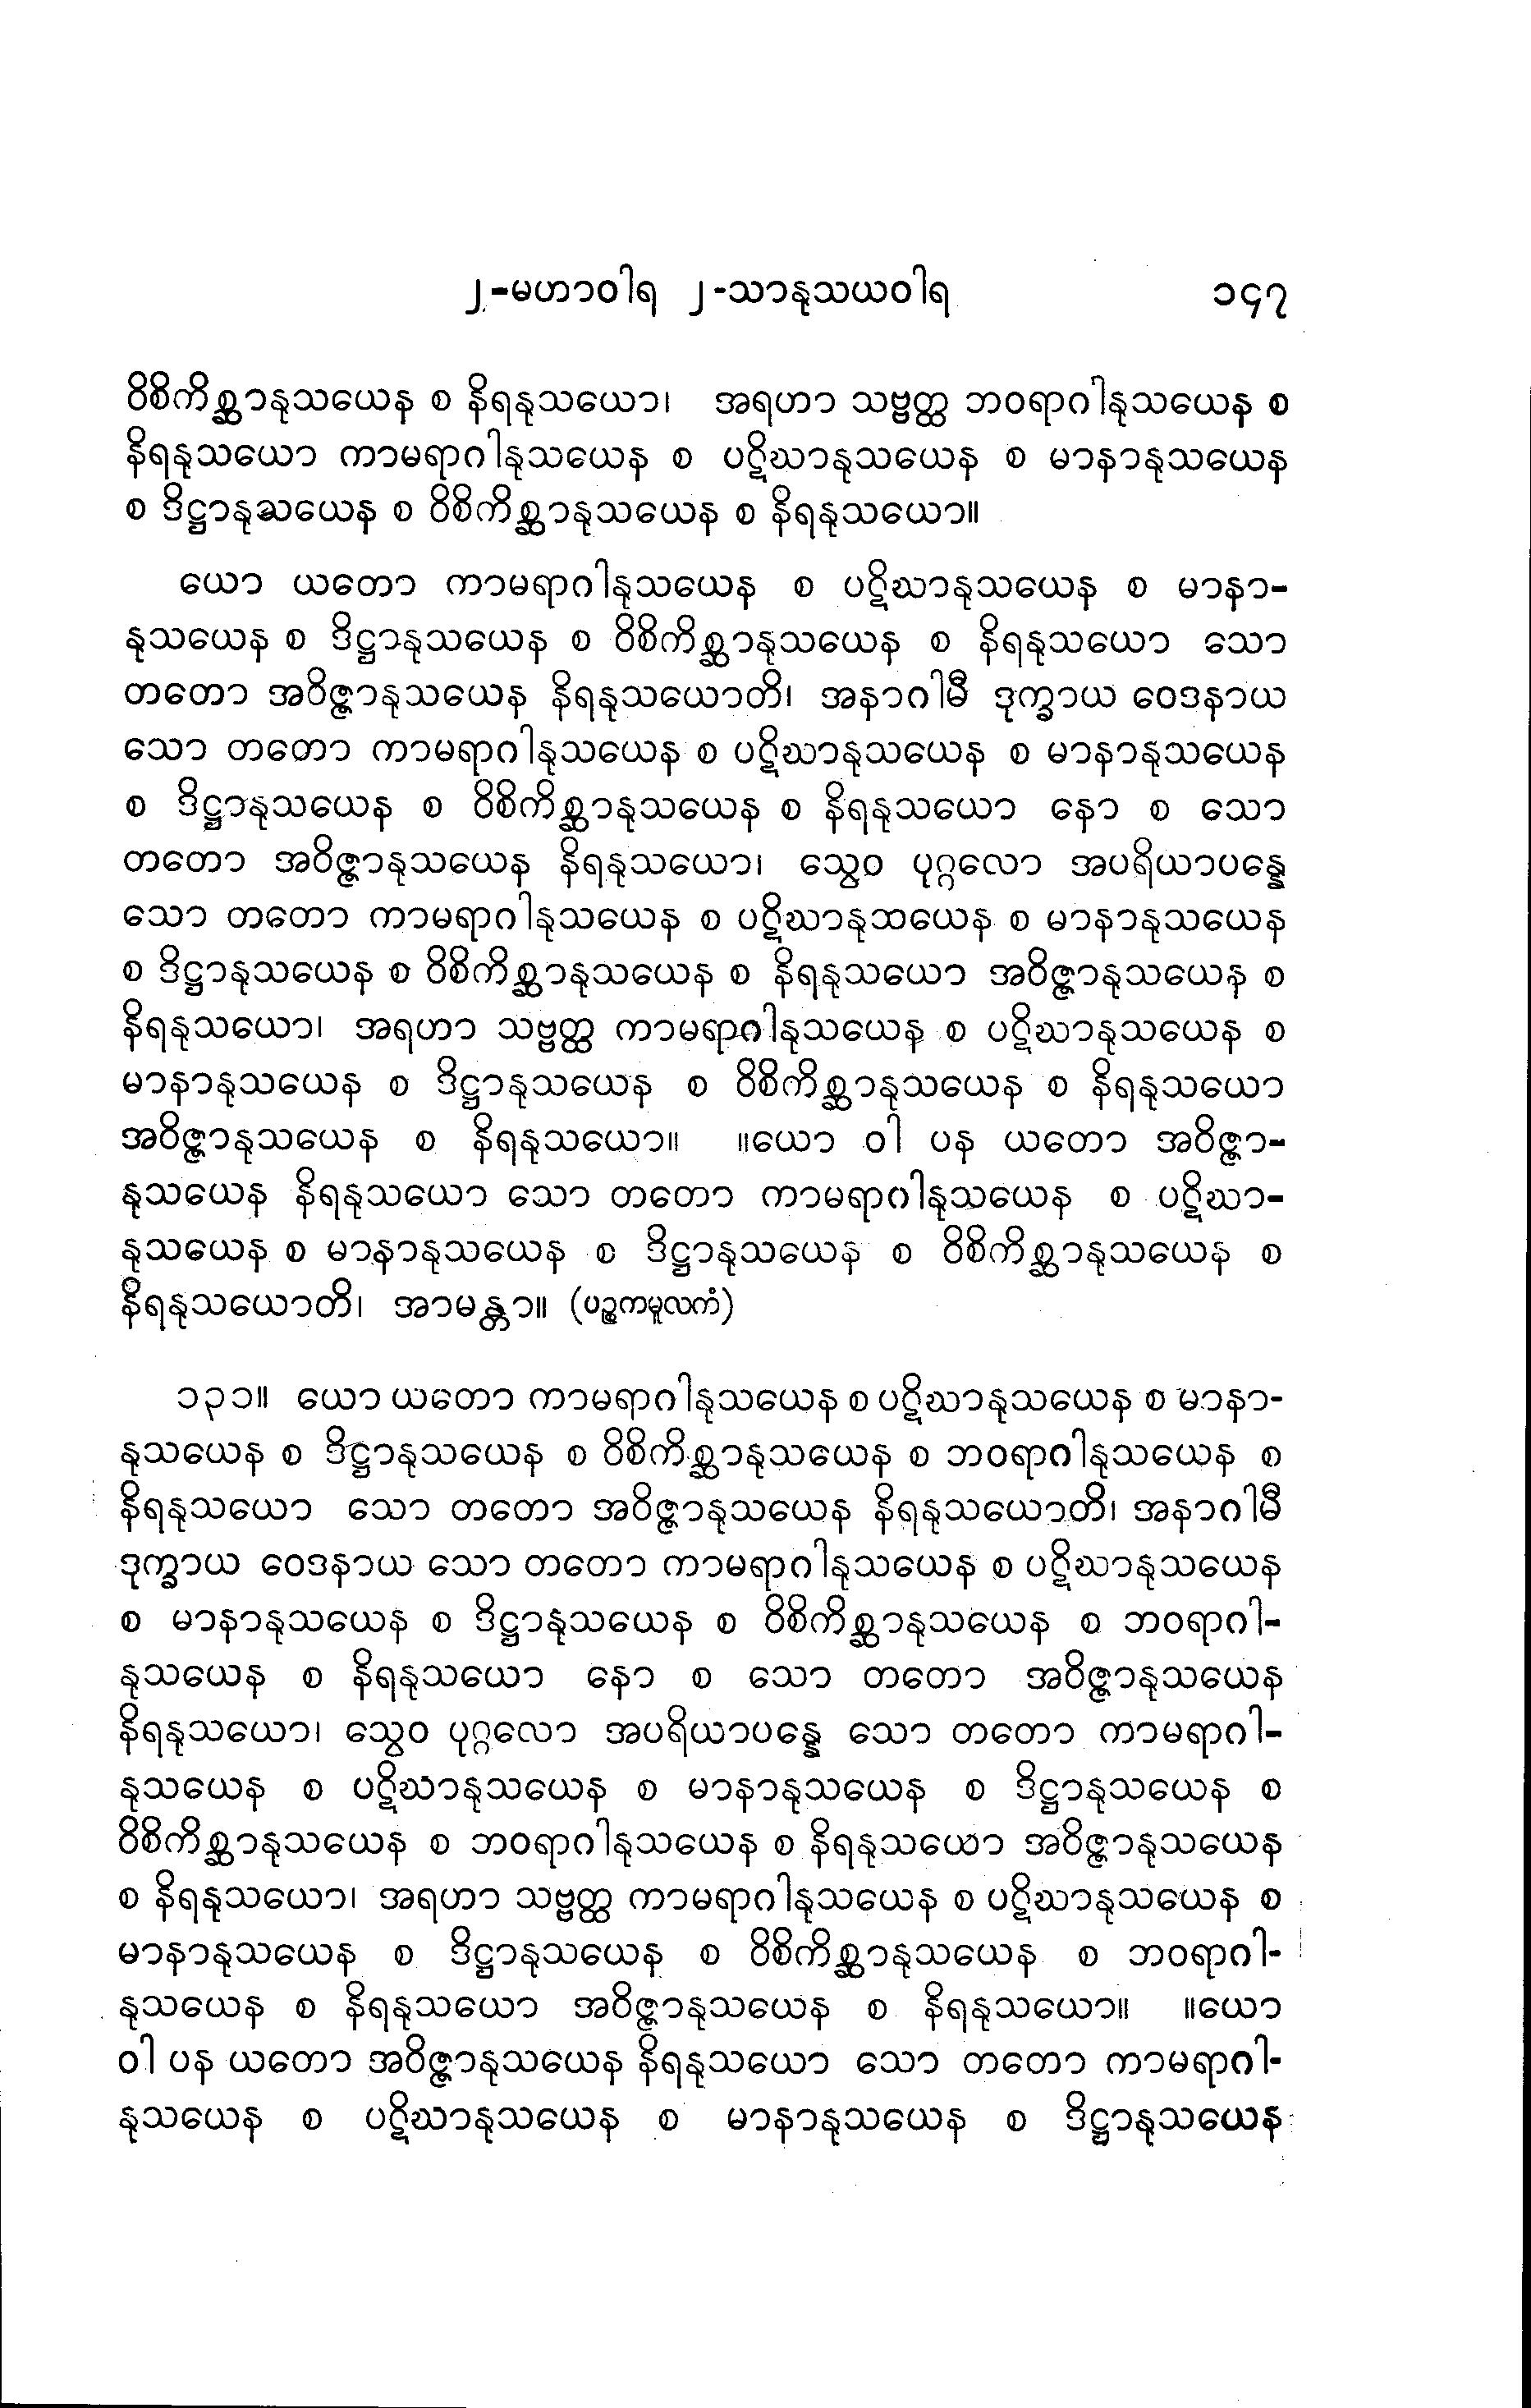 ၂-မဟာဝါရ ၂-သာနုသယဝါရ ၁၄၇
ဝိစိကိစ္ဆာနုသယေန စ နိရနုသယော၊ အရဟာ သဗ္ဗတ္ထ ဘဝရာဂါနုသယေန စ
နိရနုသယော ကာမရာဂါနုသယေန စ ပဋိဃာနုသယေန စ မာနာနုသယေန
စ ဒိဋ္ဌာနုသယေန စ ဝိစိကိစ္ဆာနုသယေန စ နိရနုသယော။
ယော ယတော ကာမရာဂါနုသယေန စ ပဋိဃာနုသယေန စ မာနာ-
နုသယေန စ ဒိဋ္ဌာနုသယေန စ ဝိစိကိစ္ဆာနုသယေန စ နိရနုသယော သော
တတော အဝိဇ္ဇာနုသယေန နိရနုသယောတိ၊ အနာဂါမီ ဒုက္ခာယ ဝေဒနာယ
သော တတော ကာမရာဂါနုသယေန စ ပဋိဃာနုသယေန စ မာနာနုသယေန
စ ဒိဋ္ဌာနုသယေန စ ဝိစိကိစ္ဆာနုသယေန စ နိရနုသယော နော စ သော
တတော အဝိဇ္ဇာနုသယေန နိရနုသယော၊ သွေဝ ပုဂ္ဂလော အပရိယာပန္နေ
သော တတော ကာမရာဂါနုသယေန စ ပဋိဃာနုသယေန စ မာနာနုသယေန
စ ဒိဋ္ဌာနုသယေန စ ဝိစိကိစ္ဆာနုသယေန စ နိရနုသယော အဝိဇ္ဇာနုသယေန စ
နိရနုသယော၊ အရဟာ သဗ္ဗတ္ထ ကာမရာဂါနုသယေန စ ပဋိဃာနုသယေန စ
မာနာနုသယေန စ ဒိဋ္ဌာနုသယေန စ ဝိစိကိစ္ဆာနုသယေန စ နိရနုသယော
အဝိဇ္ဇာနုသယေန စ နိရနုသယော။ ။ယော ဝါ ပန ယတော အဝိဇ္ဇာ-
နုသယေန နိရနုသယော သော တတော ကာမရာဂါနုသယေန စ ပဋိဃာ-
နုသယေန စ မာနာနုသယေန စ ဒိဋ္ဌာနုသယေန စ ဝိစိကိစ္ဆာနုသယေန စ
နိရနုသယောတိ၊ အာမန္တာ။ (ပဉ္စကမူလကံ)
၁၃၁။ ယော ယတော ကာမရာဂါနုသယေန စ ပဋိဃာနုသယေန စ မာနာ-
နုသယေန စ ဒိဋ္ဌာနုသယေန စ ဝိစိကိစ္ဆာနုသယေန စ ဘဝရာဂါနုသယေန စ
နိရနုသယော သော တတော အဝိဇ္ဇာနုသယေန နိရနုသယောတိ၊ အနာဂါမီ
ဒုက္ခာယ ဝေဒနာယ သော တတော ကာမရာဂါနုသယေန စ ပဋိဃာနုသယေန
စ မာနာနုသယေန စ ဒိဋ္ဌာနုသယေန စ ဝိစိကိစ္ဆာနုသယေန စ ဘဝရာဂါ-
နုသယေန စ နိရနုသယော နော စ သော တတော အဝိဇ္ဇာနုသယေန
နိရနုသယော၊ သွေဝ ပုဂ္ဂလော အပရိယာပန္နေ သော တတော ကာမရာဂါ-
နုသယေန စ ပဋိဃာနုသယေန စ မာနာနုသယေန စ ဒိဋ္ဌာနုသယေန စ
ဝိစိကိစ္ဆာနုသယေန စ ဘဝရာဂါနုသယေန စ နိရနုသယော အဝိဇ္ဇာနုသယေန
စ နိရနုသယော၊ အရဟာ သဗ္ဗတ္ထ ကာမရာဂါနုသယေန စ ပဋိဃာနုသယေန စ
မာနာနုသယေန စ ဒိဋ္ဌာနုသယေန စ ဝိစိကိစ္ဆာနုသယေန စ ဘဝရာဂါ-
နုသယေန စ နိရနုသယော အဝိဇ္ဇာနုသယေန စ နိရနုသယော။ ။ယော
ဝါ ပန ယတော အဝိဇ္ဇာနုသယေန နိရနုသယော သော တတော ကာမရာဂါ-
နုသယေန စ ပဋိဃာနုသယေန စ မာနာနုသယေန စ ဒိဋ္ဌာနုသယေန